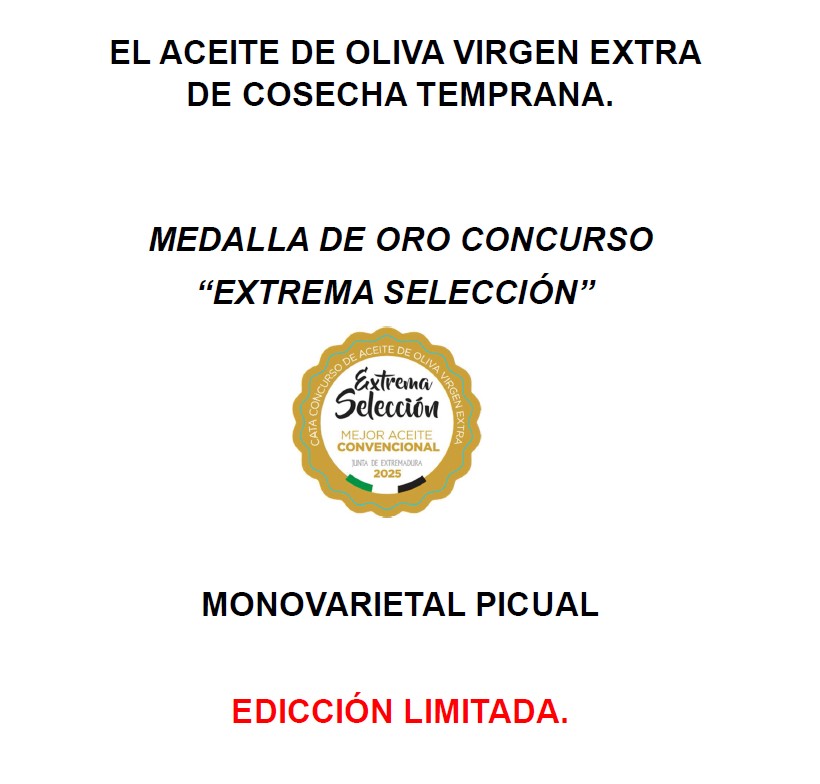 EL ACEITE DE OLIVA VIRGEN EXTRA
DE COSECHA TEMPRANA.
MEDALLA DE ORO CONCURSO
“EXTREMA SELECCIÓN”
CATA CONCURSO DE ACEITE DE OLIVA VIRGEN EXTRA
Extrema
Selección
MEJOR ACEITE
CONVENCIONAL
JUNTA DE EXTREMADURA
2025
MONOVARIETAL PICUAL
EDICCIÓN LIMITADA.